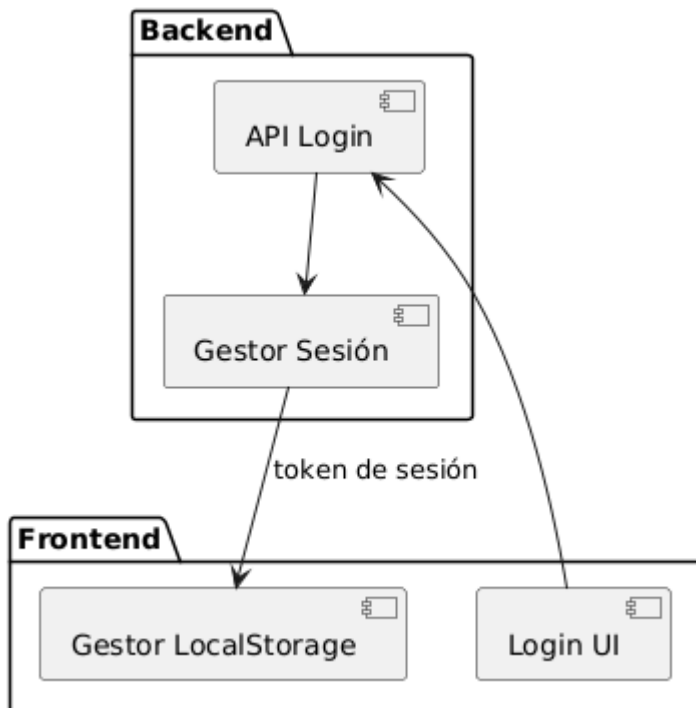 Backend
API Login
Gestor Sesión
token de sesión
Frontend
Gestor LocalStorage
Login UI